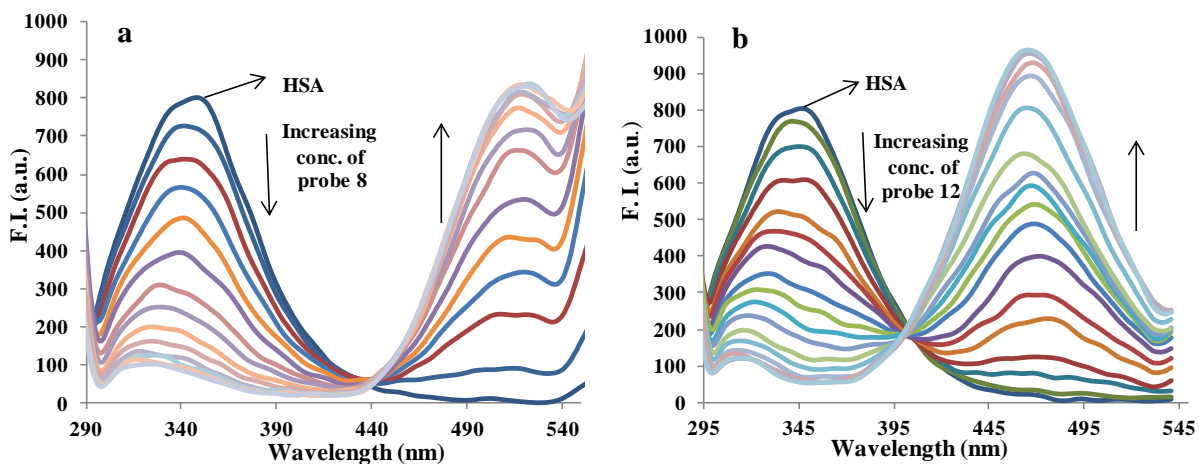 a
F.I. (a.u.)
1000
900
800
700
600
500
400
300
200
100
0
HSA
Increasing
conc. of
probe 8
290
340
390
440
490
540
Wavelength (nm)
b
F. I. (a.u.)
1000
900
800
700
600
500
400
300
200
100
0
HSA
Increasing
conc. of
probe 12
295
345
395
445
495
545
Wavelength (nm)